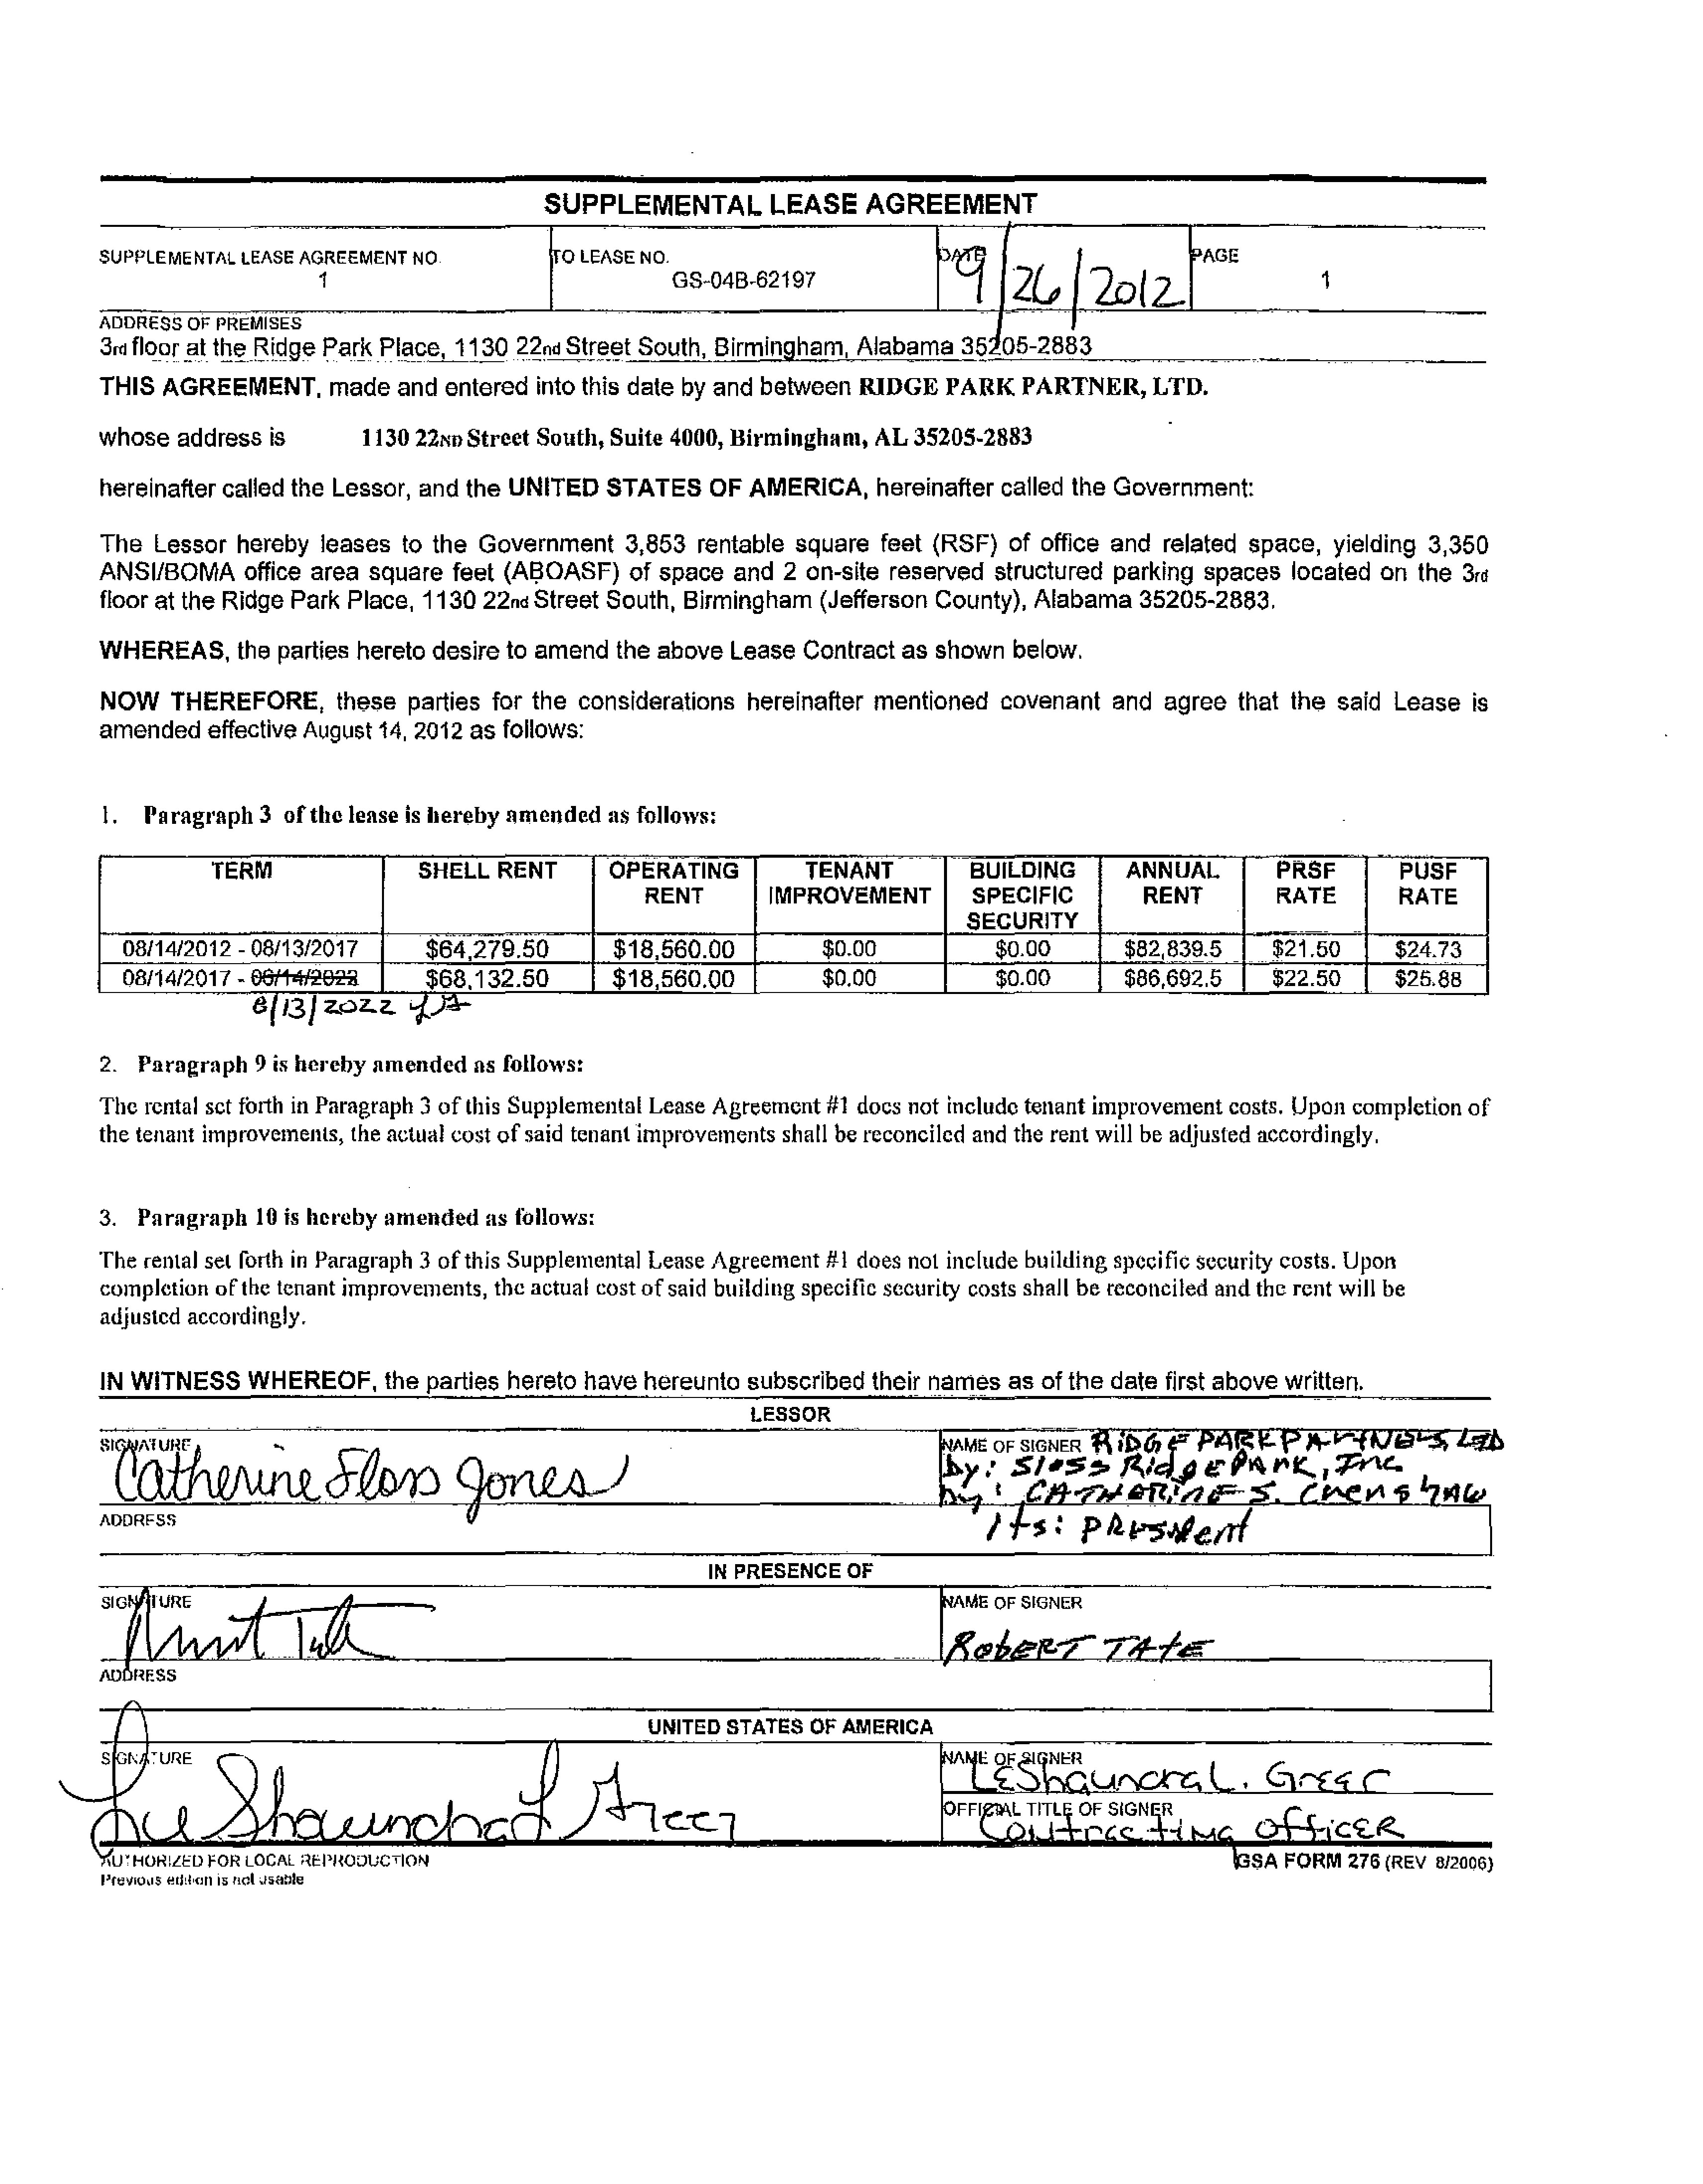 SUPPLEMENTAL LEASE AGREEMENT
SUPPLEMENTAL LEASE AGREEMENT NO.
1
TO LEASE NO.
GS-04B-62197
DATE
9/26/2012
PAGE
1
ADDRESS OF PREMISES
3rd floor at the Ridge Park Place, 1130 22nd Street South, Birmingham, Alabama 35205-2883
THIS AGREEMENT, made and entered into this date by and between RIDGE PARK PARTNER, LTD.
whose address is 1130 22ND Street South, Suite 4000, Birmingham, AL 35205-2883
hereinafter called the Lessor, and the UNITED STATES OF AMERICA, hereinafter called the Government:
The Lessor hereby leases to the Government 3,853 rentable square feet (RSF) of office and related space, yielding 3,350
ANSI/BOMA office area square feet (ABOASF) of space and 2 on-site reserved structured parking spaces located on the 3rd
floor at the Ridge Park Place, 1130 22nd Street South, Birmingham (Jefferson County), Alabama 35205-2883.
WHEREAS, the parties hereto desire to amend the above Lease Contract as shown below.
NOW THEREFORE, these parties for the considerations hereinafter mentioned covenant and agree that the said Lease is
amended effective August 14, 2012 as follows:
1. Paragraph 3 of the lease is hereby amended as follows:
TERM SHELL RENT OPERATING RENT TENANT IMPROVEMENT BUILDING SPECIFIC SECURITY ANNUAL RENT PRSF RATE PUSF RATE
08/14/2012 - 08/13/2017 $64,279.50 $18,560.00 $0.00 $0.00 $82,839.5 $21.50 $24.73
08/14/2017 - 08/14/2022 $68,132.50 $18,560.00 $0.00 $0.00 $86,692.5 $22.50 $25.88
8/13/2022
2. Paragraph 9 is hereby amended as follows:
The rental set forth in Paragraph 3 of this Supplemental Lease Agreement #1 does not include tenant improvement costs. Upon completion of
the tenant improvements, the actual cost of said tenant improvements shall be reconciled and the rent will be adjusted accordingly.
3. Paragraph 10 is hereby amended as follows:
The rental set forth in Paragraph 3 of this Supplemental Lease Agreement #1 does not include building specific security costs. Upon
completion of the tenant improvements, the actual cost of said building specific security costs shall be reconciled and the rent will be
adjusted accordingly.
IN WITNESS WHEREOF, the parties hereto have hereunto subscribed their names as of the date first above written.
LESSOR
SIGNATURE
Catherine Sloss Jones
NAME OF SIGNER RIDGE PARK PARTNERS, LTD
by: Sloss Ridge Park, Inc
by: CATHERINE S. Crenshaw
Its: President
ADDRESS
IN PRESENCE OF
SIGNATURE
NAME OF SIGNER
ROBERT TATE
ADDRESS
UNITED STATES OF AMERICA
SIGNATURE
LeShaundra L Greer
NAME OF SIGNER
LeShaundra L. Greer
OFFICIAL TITLE OF SIGNER
Contracting Officer
AUTHORIZED FOR LOCAL REPRODUCTION
Previous edition is not usable
GSA FORM 276 (REV 8/2006)